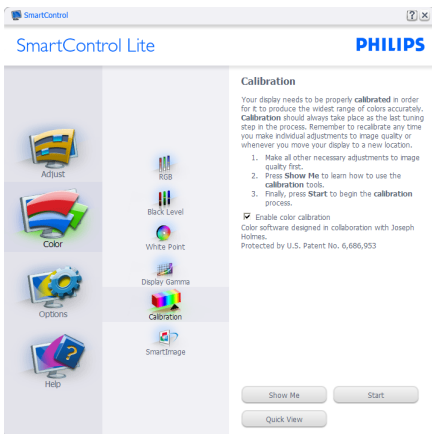 SmartControl
SmartControl Lite
PHILIPS
Adjust
Color
Options
Help
RGB
Black Level
White Point
Display Gamma
Calibration
SmartImage
Calibration
Your display needs to be properly calibrated in order
for it to produce the widest range of colors accurately.
Calibration should always take place as the last tuning
step in the process. Remember to recalibrate any time
you make individual adjustments to image quality or
whenever you move your display to a new location.
1. Make all other necessary adjustments to image
quality first.
2. Press Show Me to learn how to use the
calibration tools.
3. Finally, press Start to begin the calibration
process.
Enable color calibration
Color software designed in collaboration with Joseph
Holmes.
Protected by U.S. Patent No. 6,686,953
Show Me
Start
Quick View